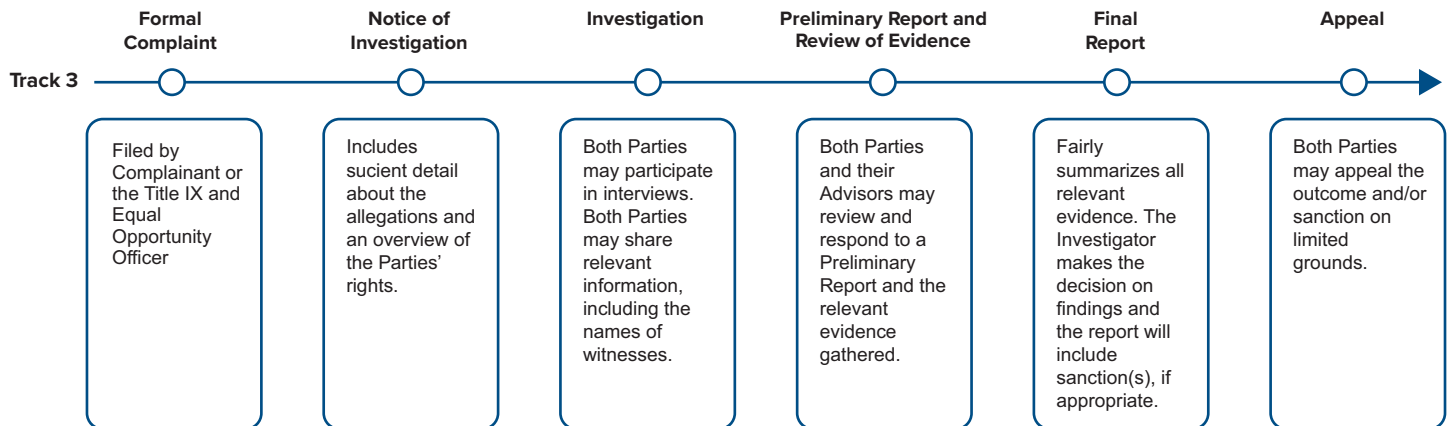 Formal
Complaint
Notice of
Investigation
Investigation
Preliminary Report and
Review of Evidence
Final
Report
Appeal
Track 3
Filed by
Complainant or
the Title IX and
Equal
Opportunity
Officer
Includes
sucient detail
about the
allegations and
an overview of
the Parties’
rights.
Both Parties
may participate
in interviews.
Both Parties
may share
relevant
information,
including the
names of
witnesses.
Both Parties
and their
Advisors may
review and
respond to a
Preliminary
Report and the
relevant
evidence
gathered.
Fairly
summarizes all
relevant
evidence. The
Investigator
makes the
decision on
findings and
the report will
include
sanction(s), if
appropriate.
Both Parties
may appeal the
outcome and/or
sanction on
limited
grounds.